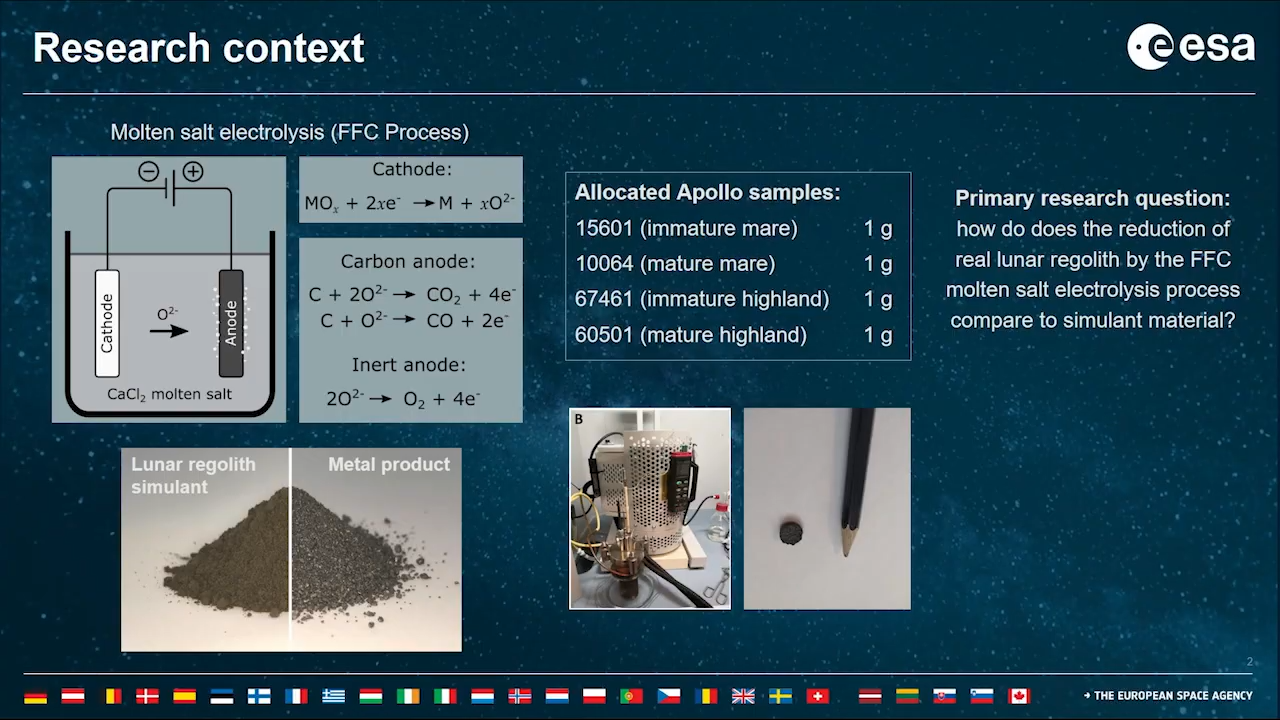 Research context
esa
Molten salt electrolysis (FFC Process)
Cathode
O²⁻
Anode
CaCl₂ molten salt
Cathode:
MOₓ + 2xe⁻ → M + xO²⁻
Carbon anode:
C + 2O²⁻ → CO₂ + 4e⁻
C + O²⁻ → CO + 2e⁻
Inert anode:
2O²⁻ → O₂ + 4e⁻
Lunar regolith
simulant
Metal product
Allocated Apollo samples:
15601 (immature mare) 1 g
10064 (mature mare) 1 g
67461 (immature highland) 1 g
60501 (mature highland) 1 g
B
Primary research question:
how do does the reduction of
real lunar regolith by the FFC
molten salt electrolysis process
compare to simulant material?
2
→ THE EUROPEAN SPACE AGENCY